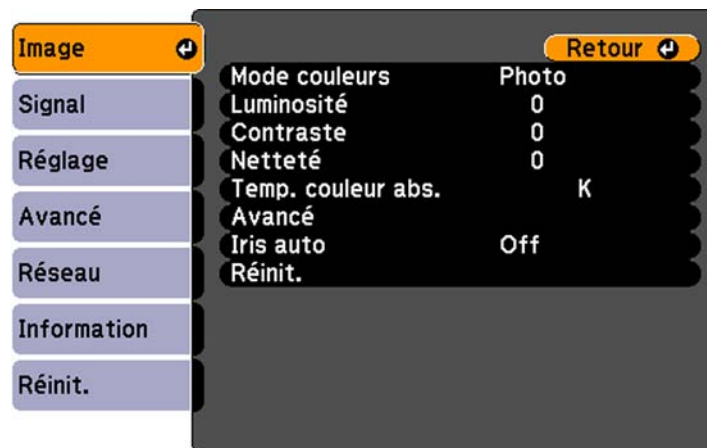 Image
Signal
Réglage
Avancé
Réseau
Information
Réinit.
Retour
Mode couleurs Photo
Luminosité 0
Contraste 0
Netteté 0
Temp. couleur abs. K
Avancé
Iris auto Off
Réinit.